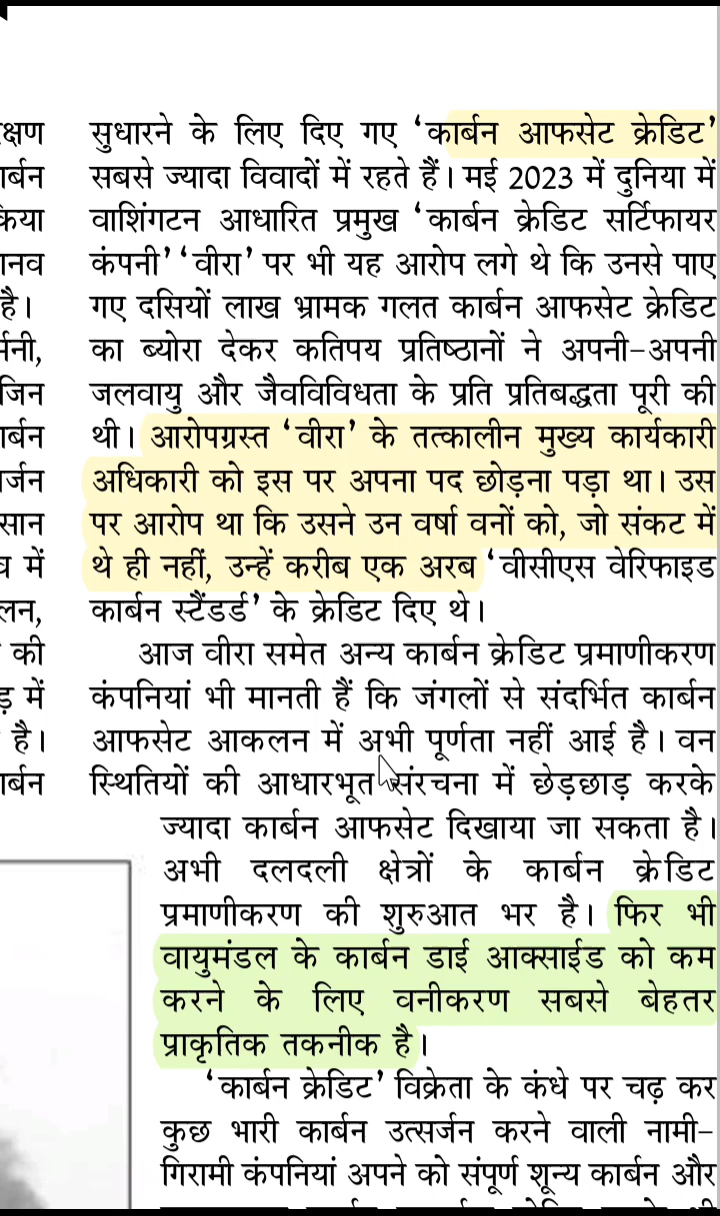 सुधारने के लिए दिए गए ‘कार्बन आफसेट क्रेडिट’
सबसे ज्यादा विवादों में रहते हैं। मई 2023 में दुनिया में
वाशिंगटन आधारित प्रमुख ‘कार्बन क्रेडिट सर्टिफायर
कंपनी’ ‘वीरा’ पर भी यह आरोप लगे थे कि उनसे पाए
गए दसियों लाख भ्रामक गलत कार्बन आफसेट क्रेडिट
का ब्योरा देकर कतिपय प्रतिष्ठानों ने अपनी-अपनी
जलवायु और जैवविविधता के प्रति प्रतिबद्धता पूरी की
थी। आरोपग्रस्त ‘वीरा’ के तत्कालीन मुख्य कार्यकारी
अधिकारी को इस पर अपना पद छोड़ना पड़ा था। उस
पर आरोप था कि उसने उन वर्षा वनों को, जो संकट में
थे ही नहीं, उन्हें करीब एक अरब ‘वीसीएस वेरिफाइड
कार्बन स्टैंडर्ड’ के क्रेडिट दिए थे।
आज वीरा समेत अन्य कार्बन क्रेडिट प्रमाणीकरण
कंपनियां भी मानती हैं कि जंगलों से संदर्भित कार्बन
आफसेट आकलन में अभी पूर्णता नहीं आई है। वन
स्थितियों की आधारभूत संरचना में छेड़छाड़ करके
ज्यादा कार्बन आफसेट दिखाया जा सकता है।
अभी दलदली क्षेत्रों के कार्बन क्रेडिट
प्रमाणीकरण की शुरुआत भर है। फिर भी
वायुमंडल के कार्बन डाई आक्साईड को कम
करने के लिए वनीकरण सबसे बेहतर
प्राकृतिक तकनीक है।
‘कार्बन क्रेडिट’ विक्रेता के कंधे पर चढ़ कर
कुछ भारी कार्बन उत्सर्जन करने वाली नामी-
गिरामी कंपनियां अपने को संपूर्ण शून्य कार्बन और